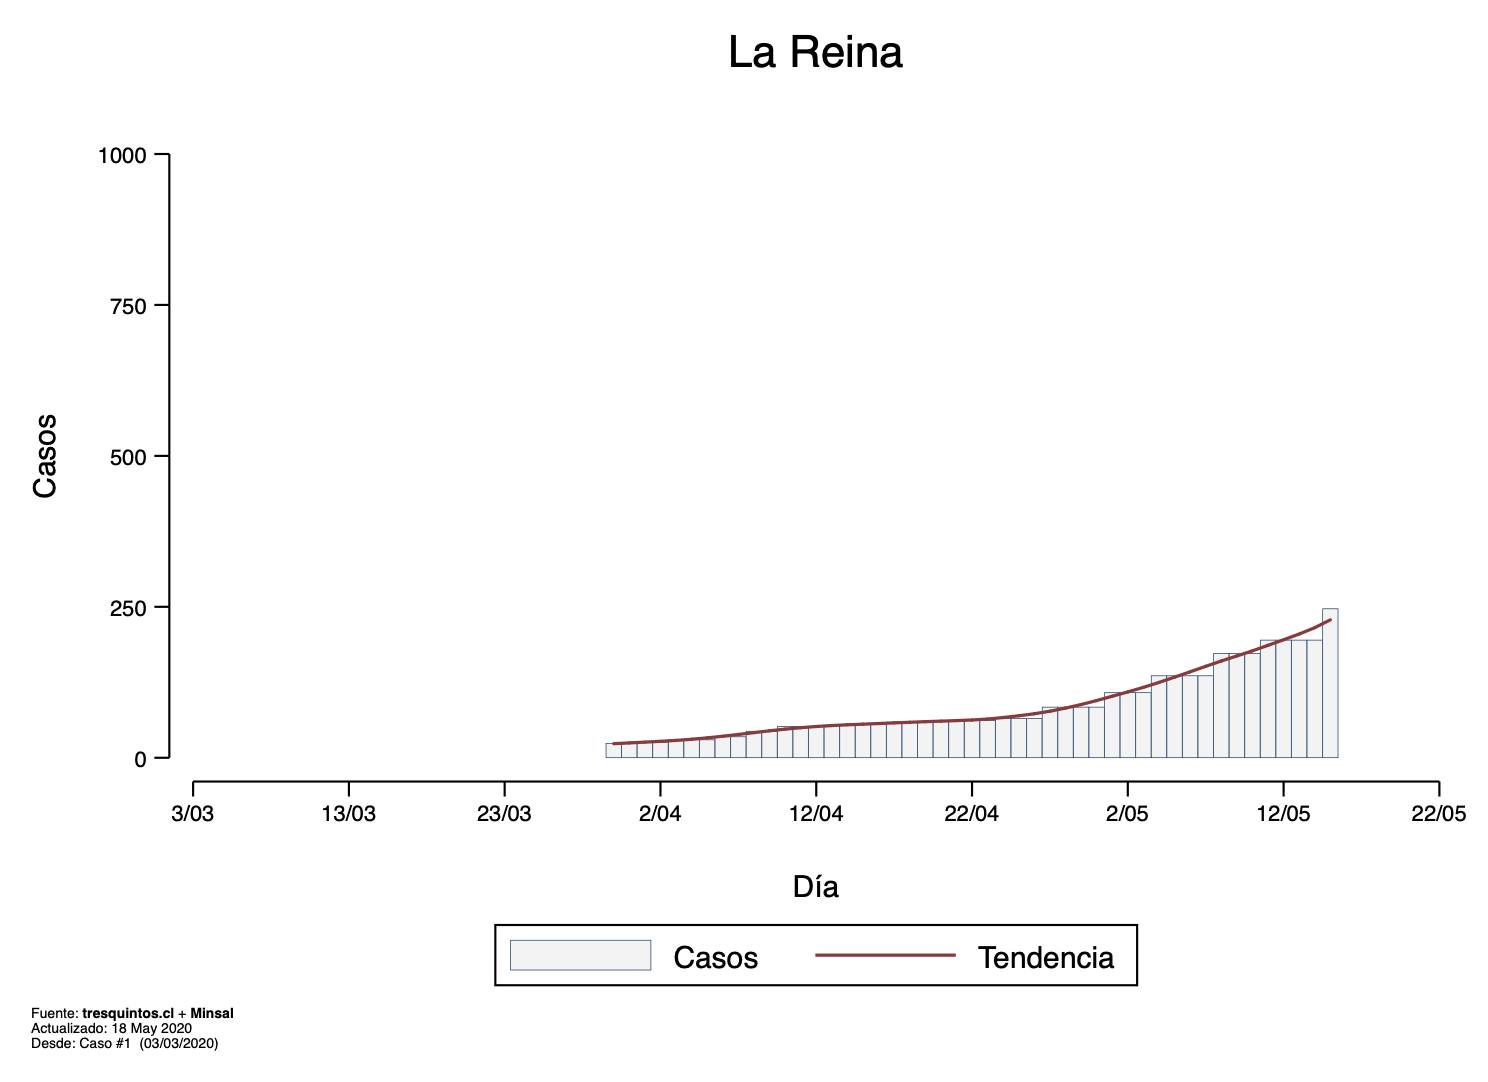 La Reina
1000
750
500
250
0
Casos
3/03 13/03 23/03 2/04 12/04 22/04 2/05 12/05 22/05
Día
Casos Tendencia
Fuente: tresquintos.cl + Minsal
Actualizado: 18 May 2020
Desde: Caso #1 (03/03/2020)